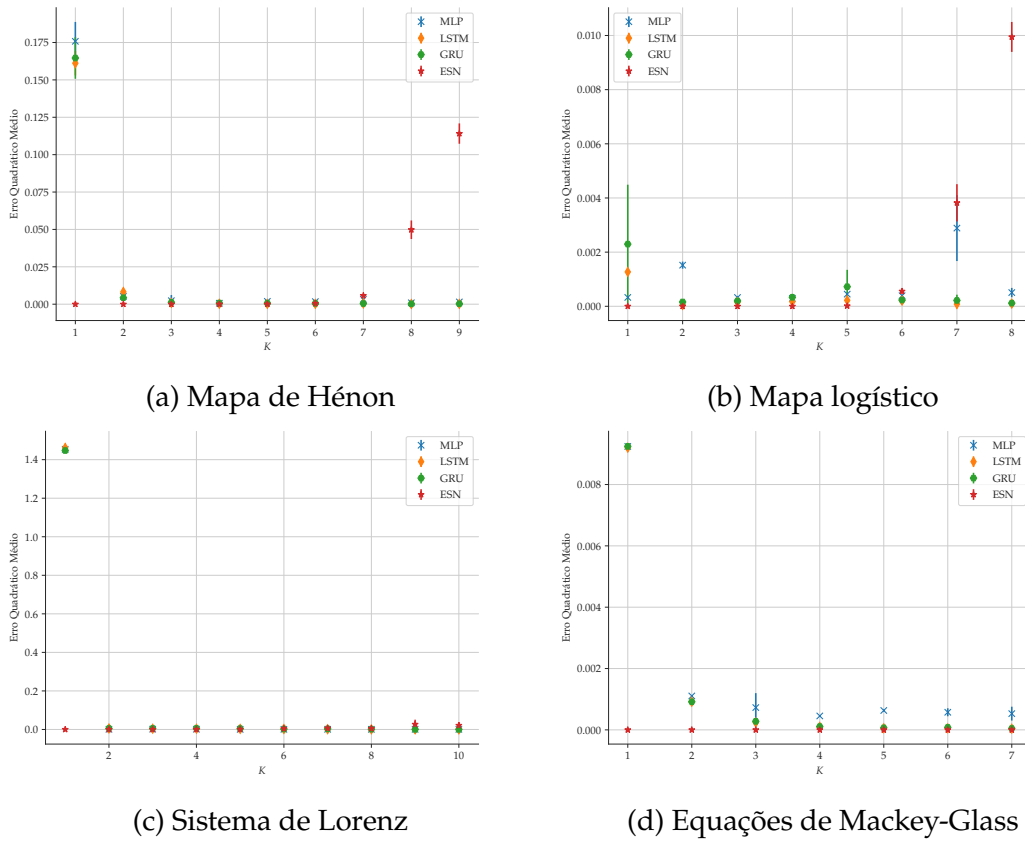 0.175
0.150
0.125
0.100
0.075
0.050
0.025
0.000
Erro Quadrático Médio
1 2 3 4 5 6 7 8 9
K
MLP
LSTM
GRU
ESN
(a) Mapa de Hénon
0.010
0.008
0.006
0.004
0.002
0.000
Erro Quadrático Médio
1 2 3 4 5 6 7 8
K
MLP
LSTM
GRU
ESN
(b) Mapa logístico
1.4
1.2
1.0
0.8
0.6
0.4
0.2
0.0
Erro Quadrático Médio
2 4 6 8 10
K
MLP
LSTM
GRU
ESN
(c) Sistema de Lorenz
0.008
0.006
0.004
0.002
0.000
Erro Quadrático Médio
1 2 3 4 5 6 7
K
MLP
LSTM
GRU
ESN
(d) Equações de Mackey-Glass